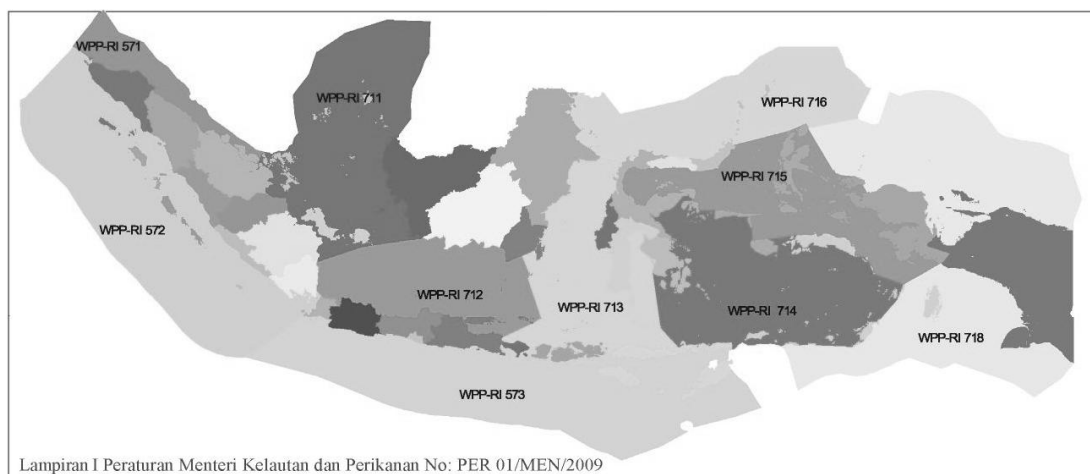 WPP-RI 571
WPP-RI 711
WPP-RI 716
WPP-RI 715
WPP-RI 572
WPP-RI 712
WPP-RI 713
WPP-RI 714
WPP-RI 718
WPP-RI 573
Lampiran I Peraturan Menteri Kelautan dan Perikanan No: PER 01/MEN/2009